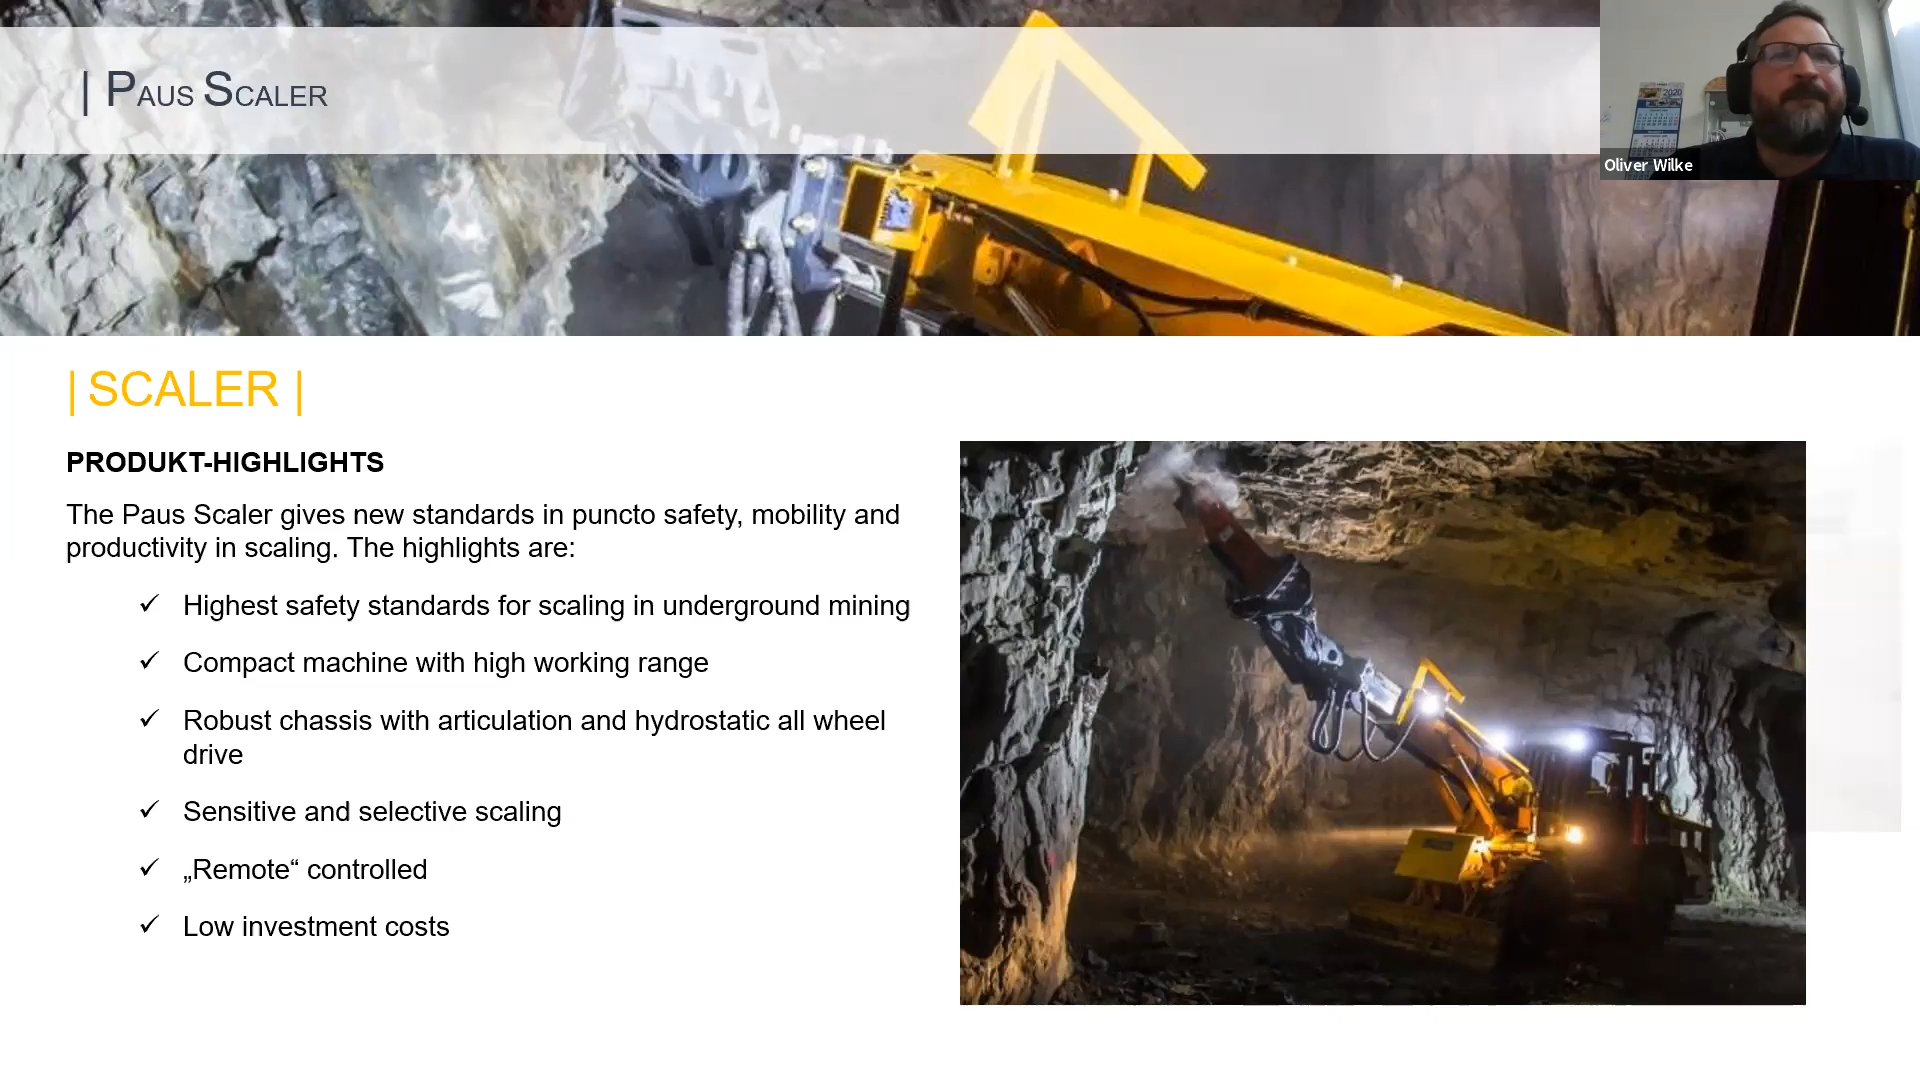 | PAUS SCALER
2020
Oliver Wilke
| SCALER |
PRODUKT-HIGHLIGHTS
The Paus Scaler gives new standards in puncto safety, mobility and
productivity in scaling. The highlights are:
✓ Highest safety standards for scaling in underground mining
✓ Compact machine with high working range
✓ Robust chassis with articulation and hydrostatic all wheel
drive
✓ Sensitive and selective scaling
✓ „Remote“ controlled
✓ Low investment costs